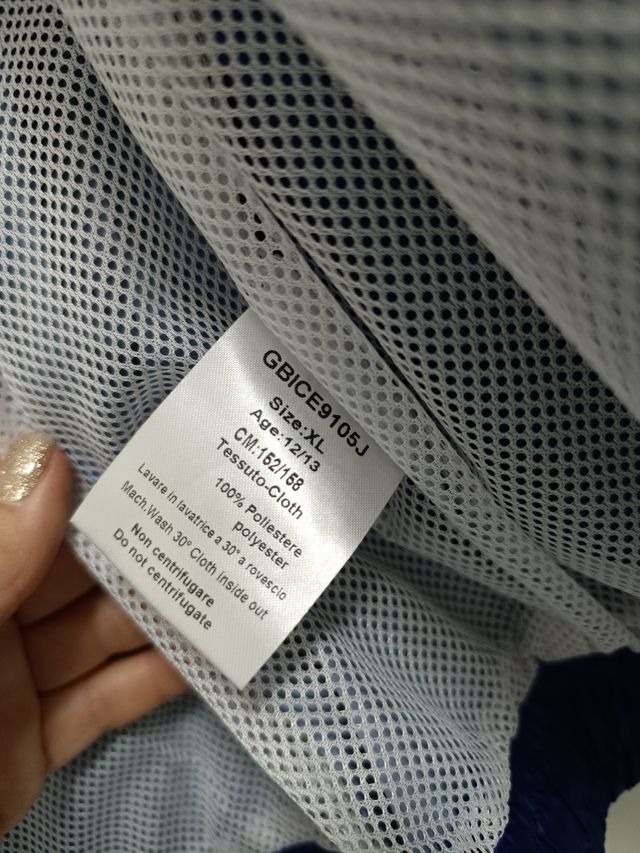 GBICE9105J
Size:XL
Age:12/13
CM:152/158
Tessuto-Cloth
100% Poliestere
polyester
Lavare in lavatrice a 30° a rovescio
Mach.Wash 30° Cloth inside out
Non centrifugare
Do not centrifugate